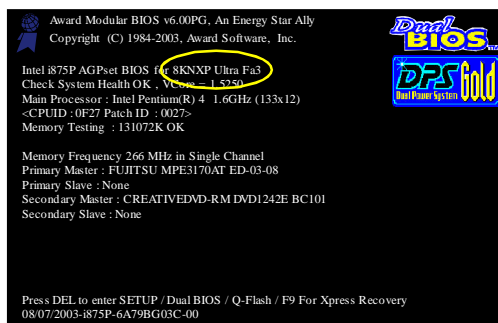 Award Modular BIOS v6.00PG, An Energy Star Ally
Copyright (C) 1984-2003, Award Software, Inc.
Dual
BIOS
Intel i875P AGPset BIOS for 8KNXP Ultra Fa3
Check System Health OK , VCore = 1.5250
Main Processor : Intel Pentium(R) 4 1.6GHz (133x12)
<CPUID : 0F27 Patch ID : 0027>
Memory Testing : 131072K OK
DPS Gold
Dual Power System
Memory Frequency 266 MHz in Single Channel
Primary Master : FUJITSU MPE3170AT ED-03-08
Primary Slave : None
Secondary Master : CREATIVEDVD-RM DVD1242E BC101
Secondary Slave : None
Press DEL to enter SETUP / Dual BIOS / Q-Flash / F9 For Xpress Recovery
08/07/2003-i875P-6A79BG03C-00